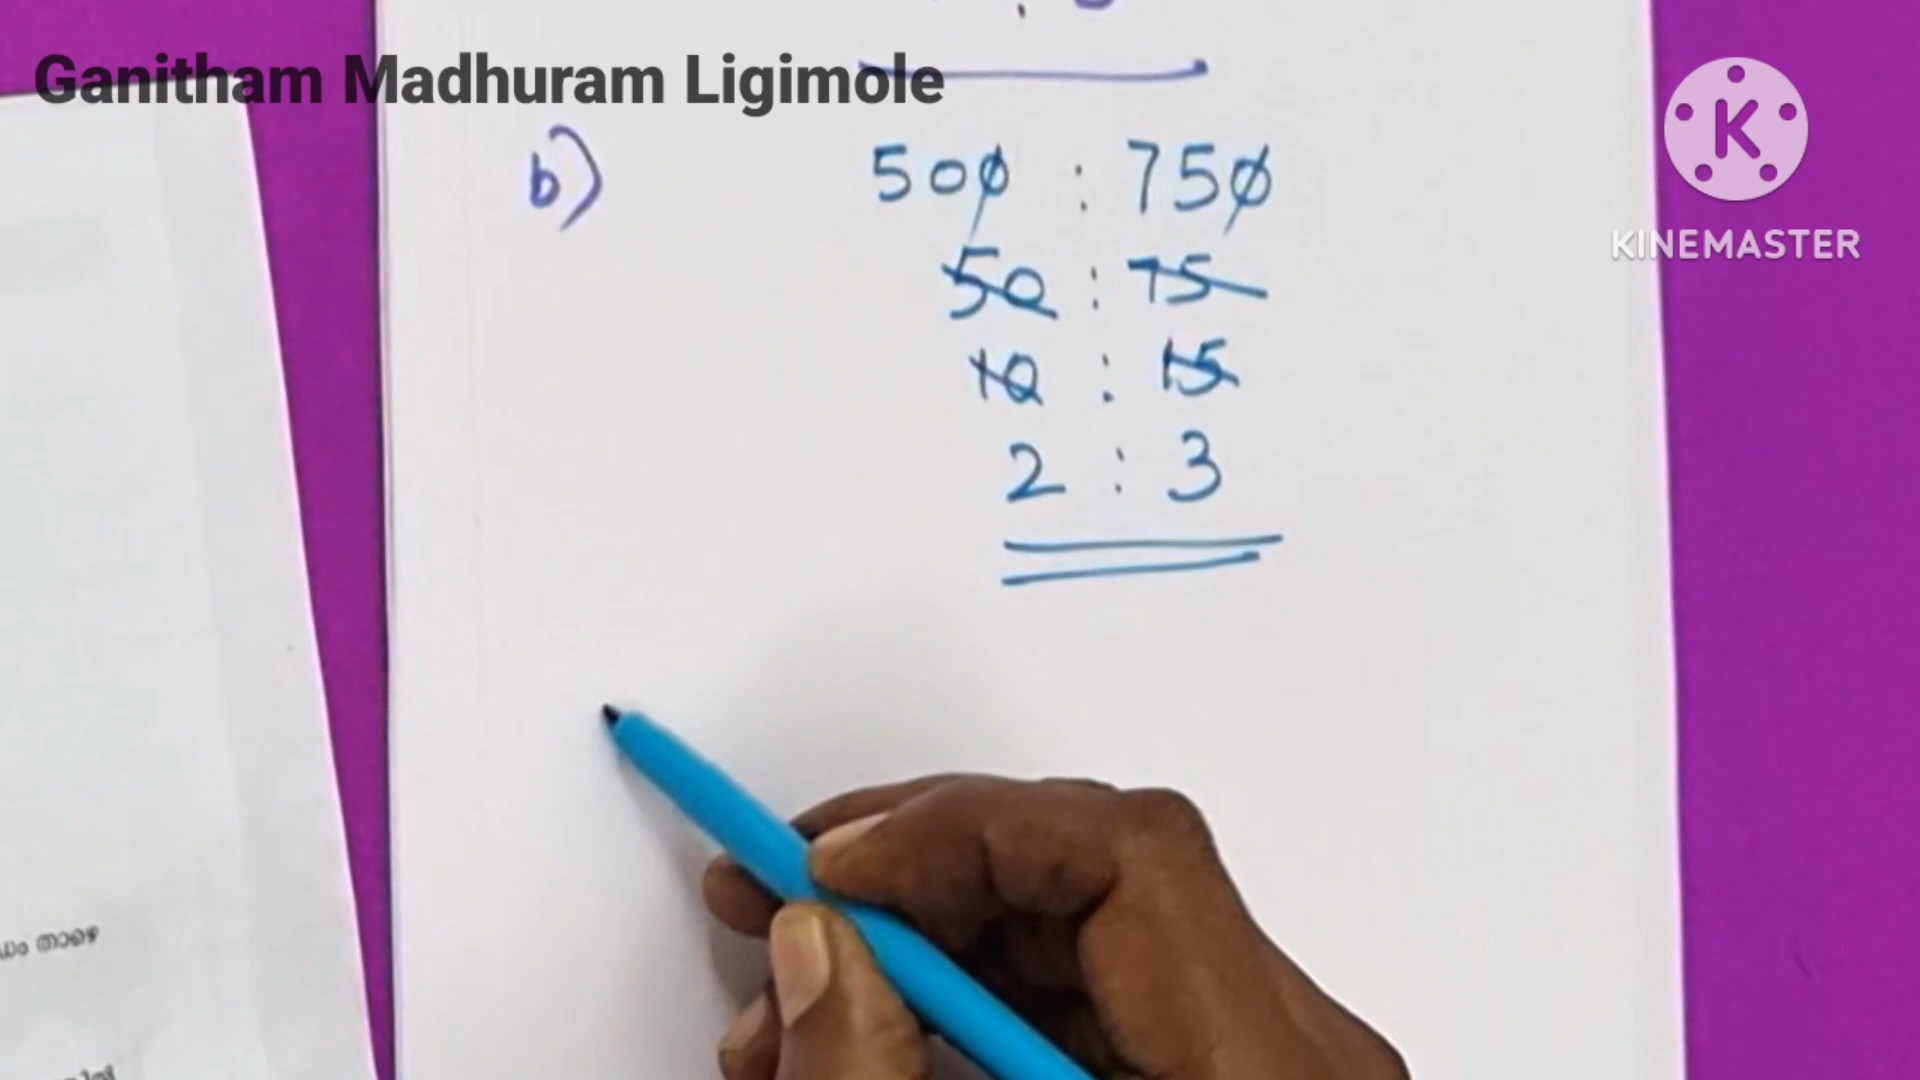 Ganitham Madhuram Ligimole
K
KINEMASTER
b) 500 : 750
50 : 75
10 : 15
2 : 3
താഴെ